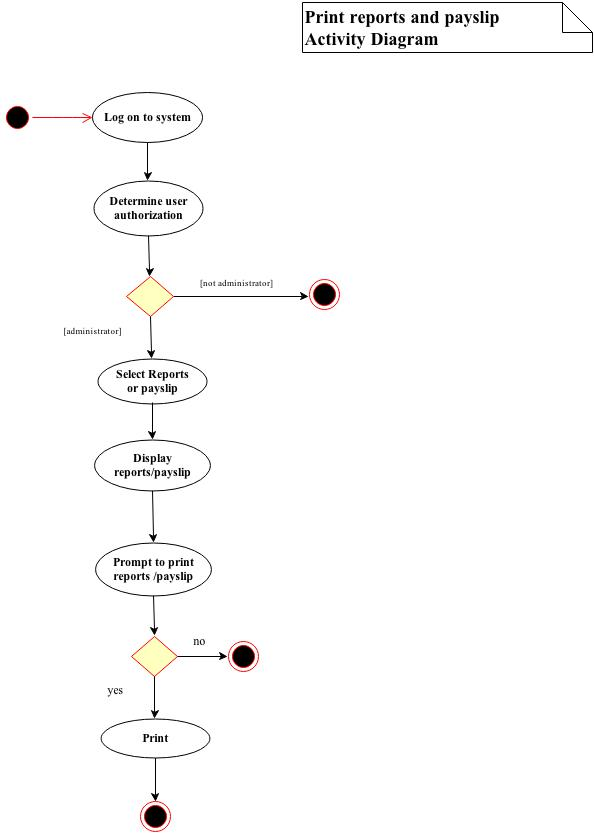 Print reports and payslip
Activity Diagram
Log on to system
Determine user
authorization
[not administrator]
[administrator]
Select Reports
or payslip
Display
reports/payslip
Prompt to print
reports /payslip
no
yes
Print